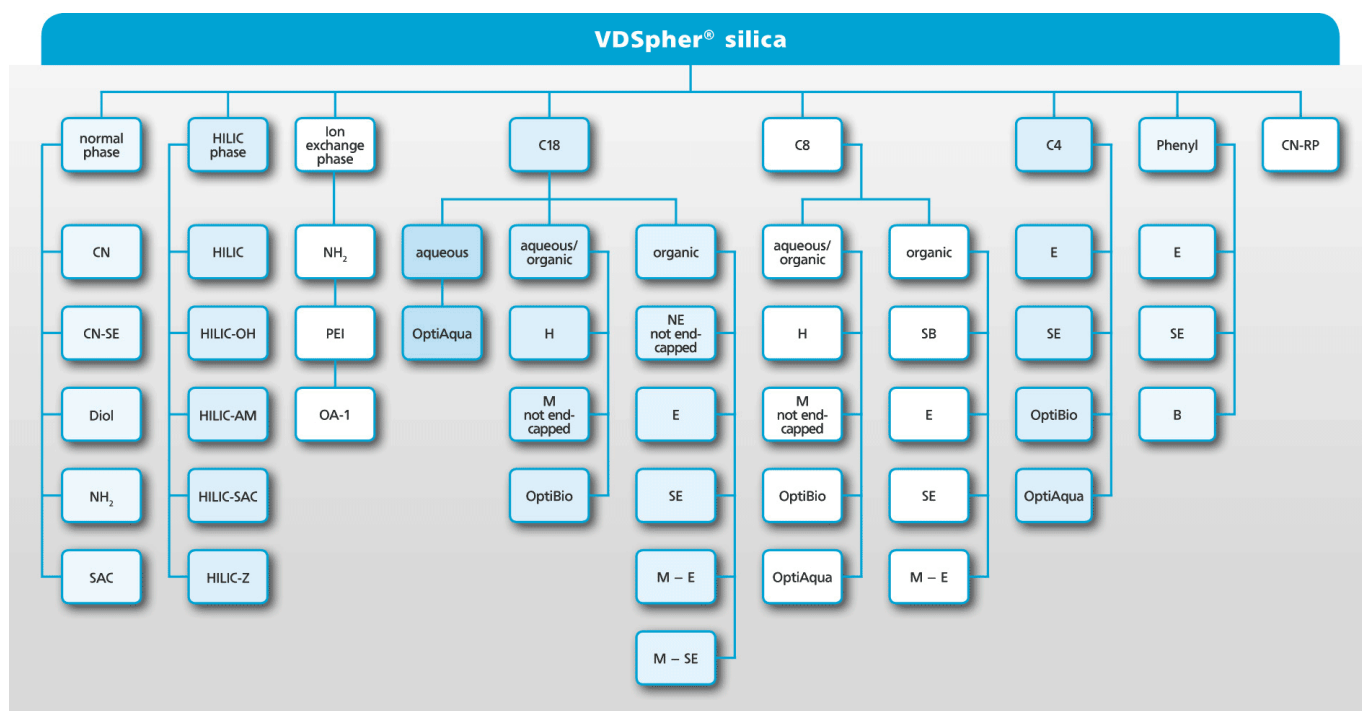 VDSpher® silica
normal
phase
HILIC
phase
Ion
exchange
phase
C18
C8
C4
Phenyl
CN-RP
CN
CN-SE
Diol
NH₂
SAC
HILIC
HILIC-OH
HILIC-AM
HILIC-SAC
HILIC-Z
NH₂
PEI
OA-1
aqueous
OptiAqua
aqueous/
organic
H
M
not end-
capped
OptiBio
organic
NE
not end-
capped
E
SE
M – E
M – SE
aqueous/
organic
H
M
not end-
capped
OptiBio
OptiAqua
organic
SB
E
SE
M – E
E
SE
OptiBio
OptiAqua
E
SE
B